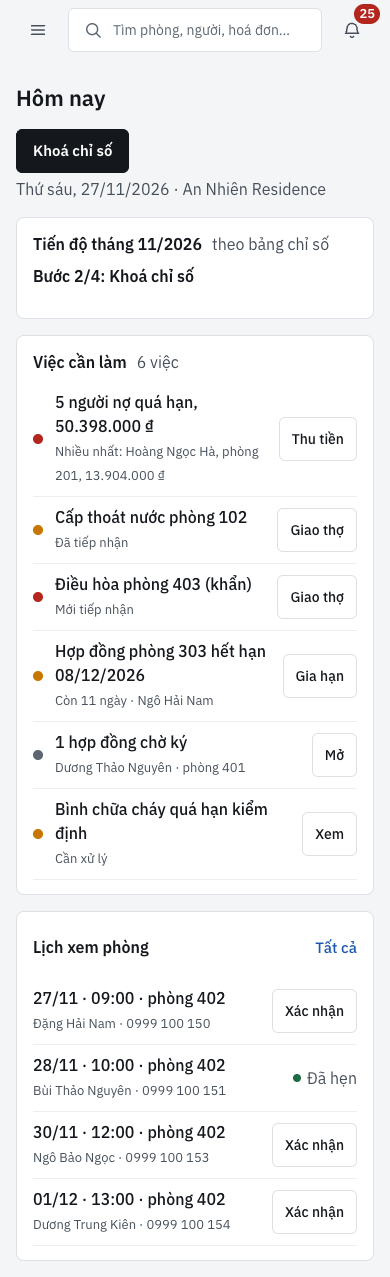 Tìm phòng, người, hoá đơn...
25
Hôm nay
Khoá chỉ số
Thứ sáu, 27/11/2026 · An Nhiên Residence
Tiến độ tháng 11/2026 theo bảng chỉ số
Bước 2/4: Khoá chỉ số
Việc cần làm 6 việc
5 người nợ quá hạn,
50.398.000 ₫
Nhiều nhất: Hoàng Ngọc Hà, phòng
201, 13.904.000 ₫
Thu tiền
Cấp thoát nước phòng 102
Đã tiếp nhận
Giao thợ
Điều hòa phòng 403 (khẩn)
Mới tiếp nhận
Giao thợ
Hợp đồng phòng 303 hết hạn
08/12/2026
Còn 11 ngày · Ngô Hải Nam
Gia hạn
1 hợp đồng chờ ký
Dương Thảo Nguyên · phòng 401
Mở
Bình chữa cháy quá hạn kiểm
định
Cần xử lý
Xem
Lịch xem phòng
Tất cả
27/11 · 09:00 · phòng 402
Đặng Hải Nam · 0999 100 150
Xác nhận
28/11 · 10:00 · phòng 402
Bùi Thảo Nguyên · 0999 100 151
Đã hẹn
30/11 · 12:00 · phòng 402
Ngô Bảo Ngọc · 0999 100 153
Xác nhận
01/12 · 13:00 · phòng 402
Dương Trung Kiên · 0999 100 154
Xác nhận